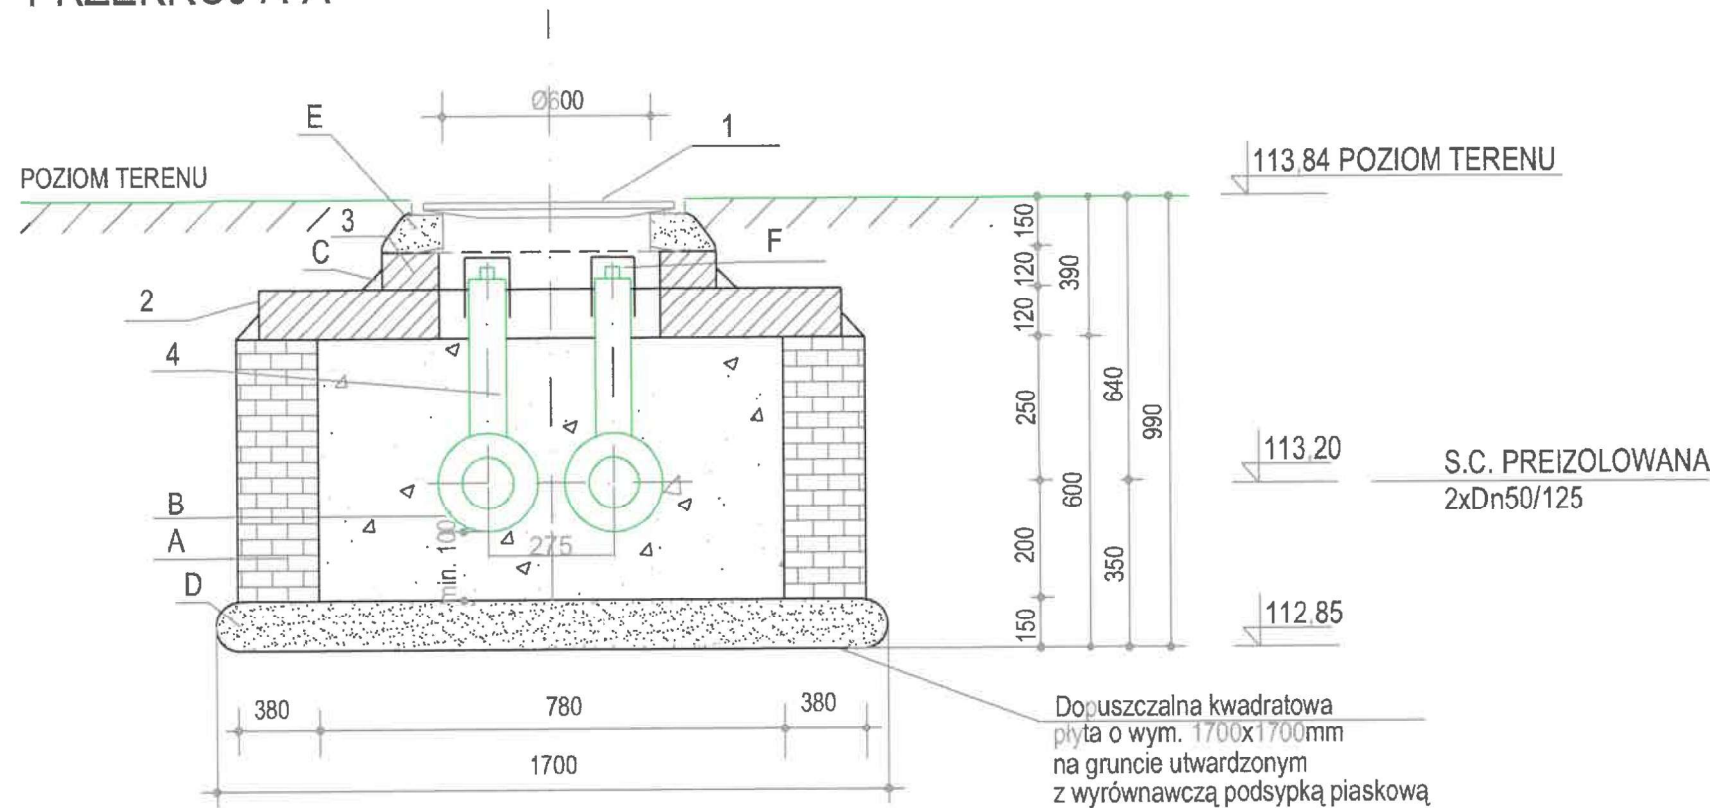 PRZEKRÓJ A-A
Ø600
E
1
POZIOM TERENU
113,84 POZIOM TERENU
3
F
C
2
4
150
120
390
120
250
640
990
600
200
350
150
113,20
S.C. PREIZOLOWANA
2xDn50/125
B
A
D
min. 100
275
112,85
380
780
380
1700
Dopuszczalna kwadratowa
płyta o wym. 1700x1700mm
na gruncie utwardzonym
z wyrównawczą podsypką piaskową